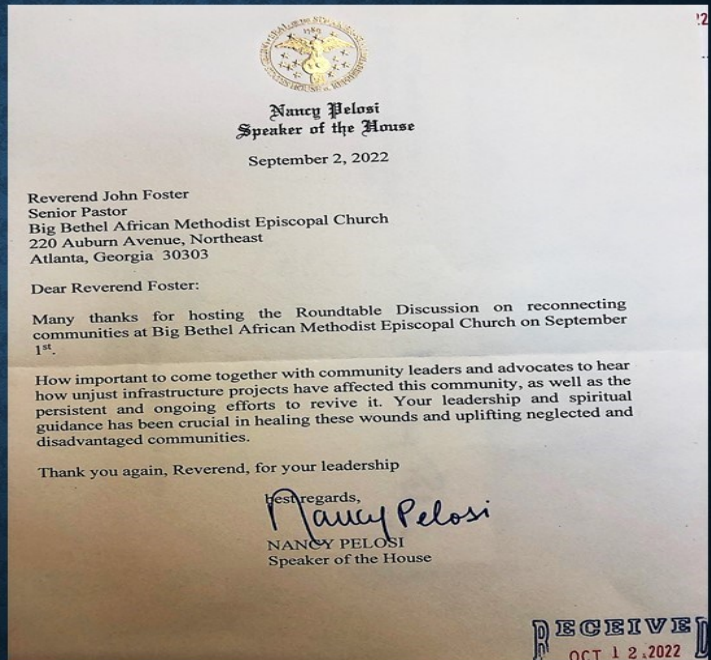 1789
Nancy Pelosi
Speaker of the House
September 2, 2022
Reverend John Foster
Senior Pastor
Big Bethel African Methodist Episcopal Church
220 Auburn Avenue, Northeast
Atlanta, Georgia 30303
Dear Reverend Foster:
Many thanks for hosting the Roundtable Discussion on reconnecting
communities at Big Bethel African Methodist Episcopal Church on September
1st.
How important to come together with community leaders and advocates to hear
how unjust infrastructure projects have affected this community, as well as the
persistent and ongoing efforts to revive it. Your leadership and spiritual
guidance has been crucial in healing these wounds and uplifting neglected and
disadvantaged communities.
Thank you again, Reverend, for your leadership
best regards,
Nancy Pelosi
NANCY PELOSI
Speaker of the House
RECEIVED
OCT 12 2022